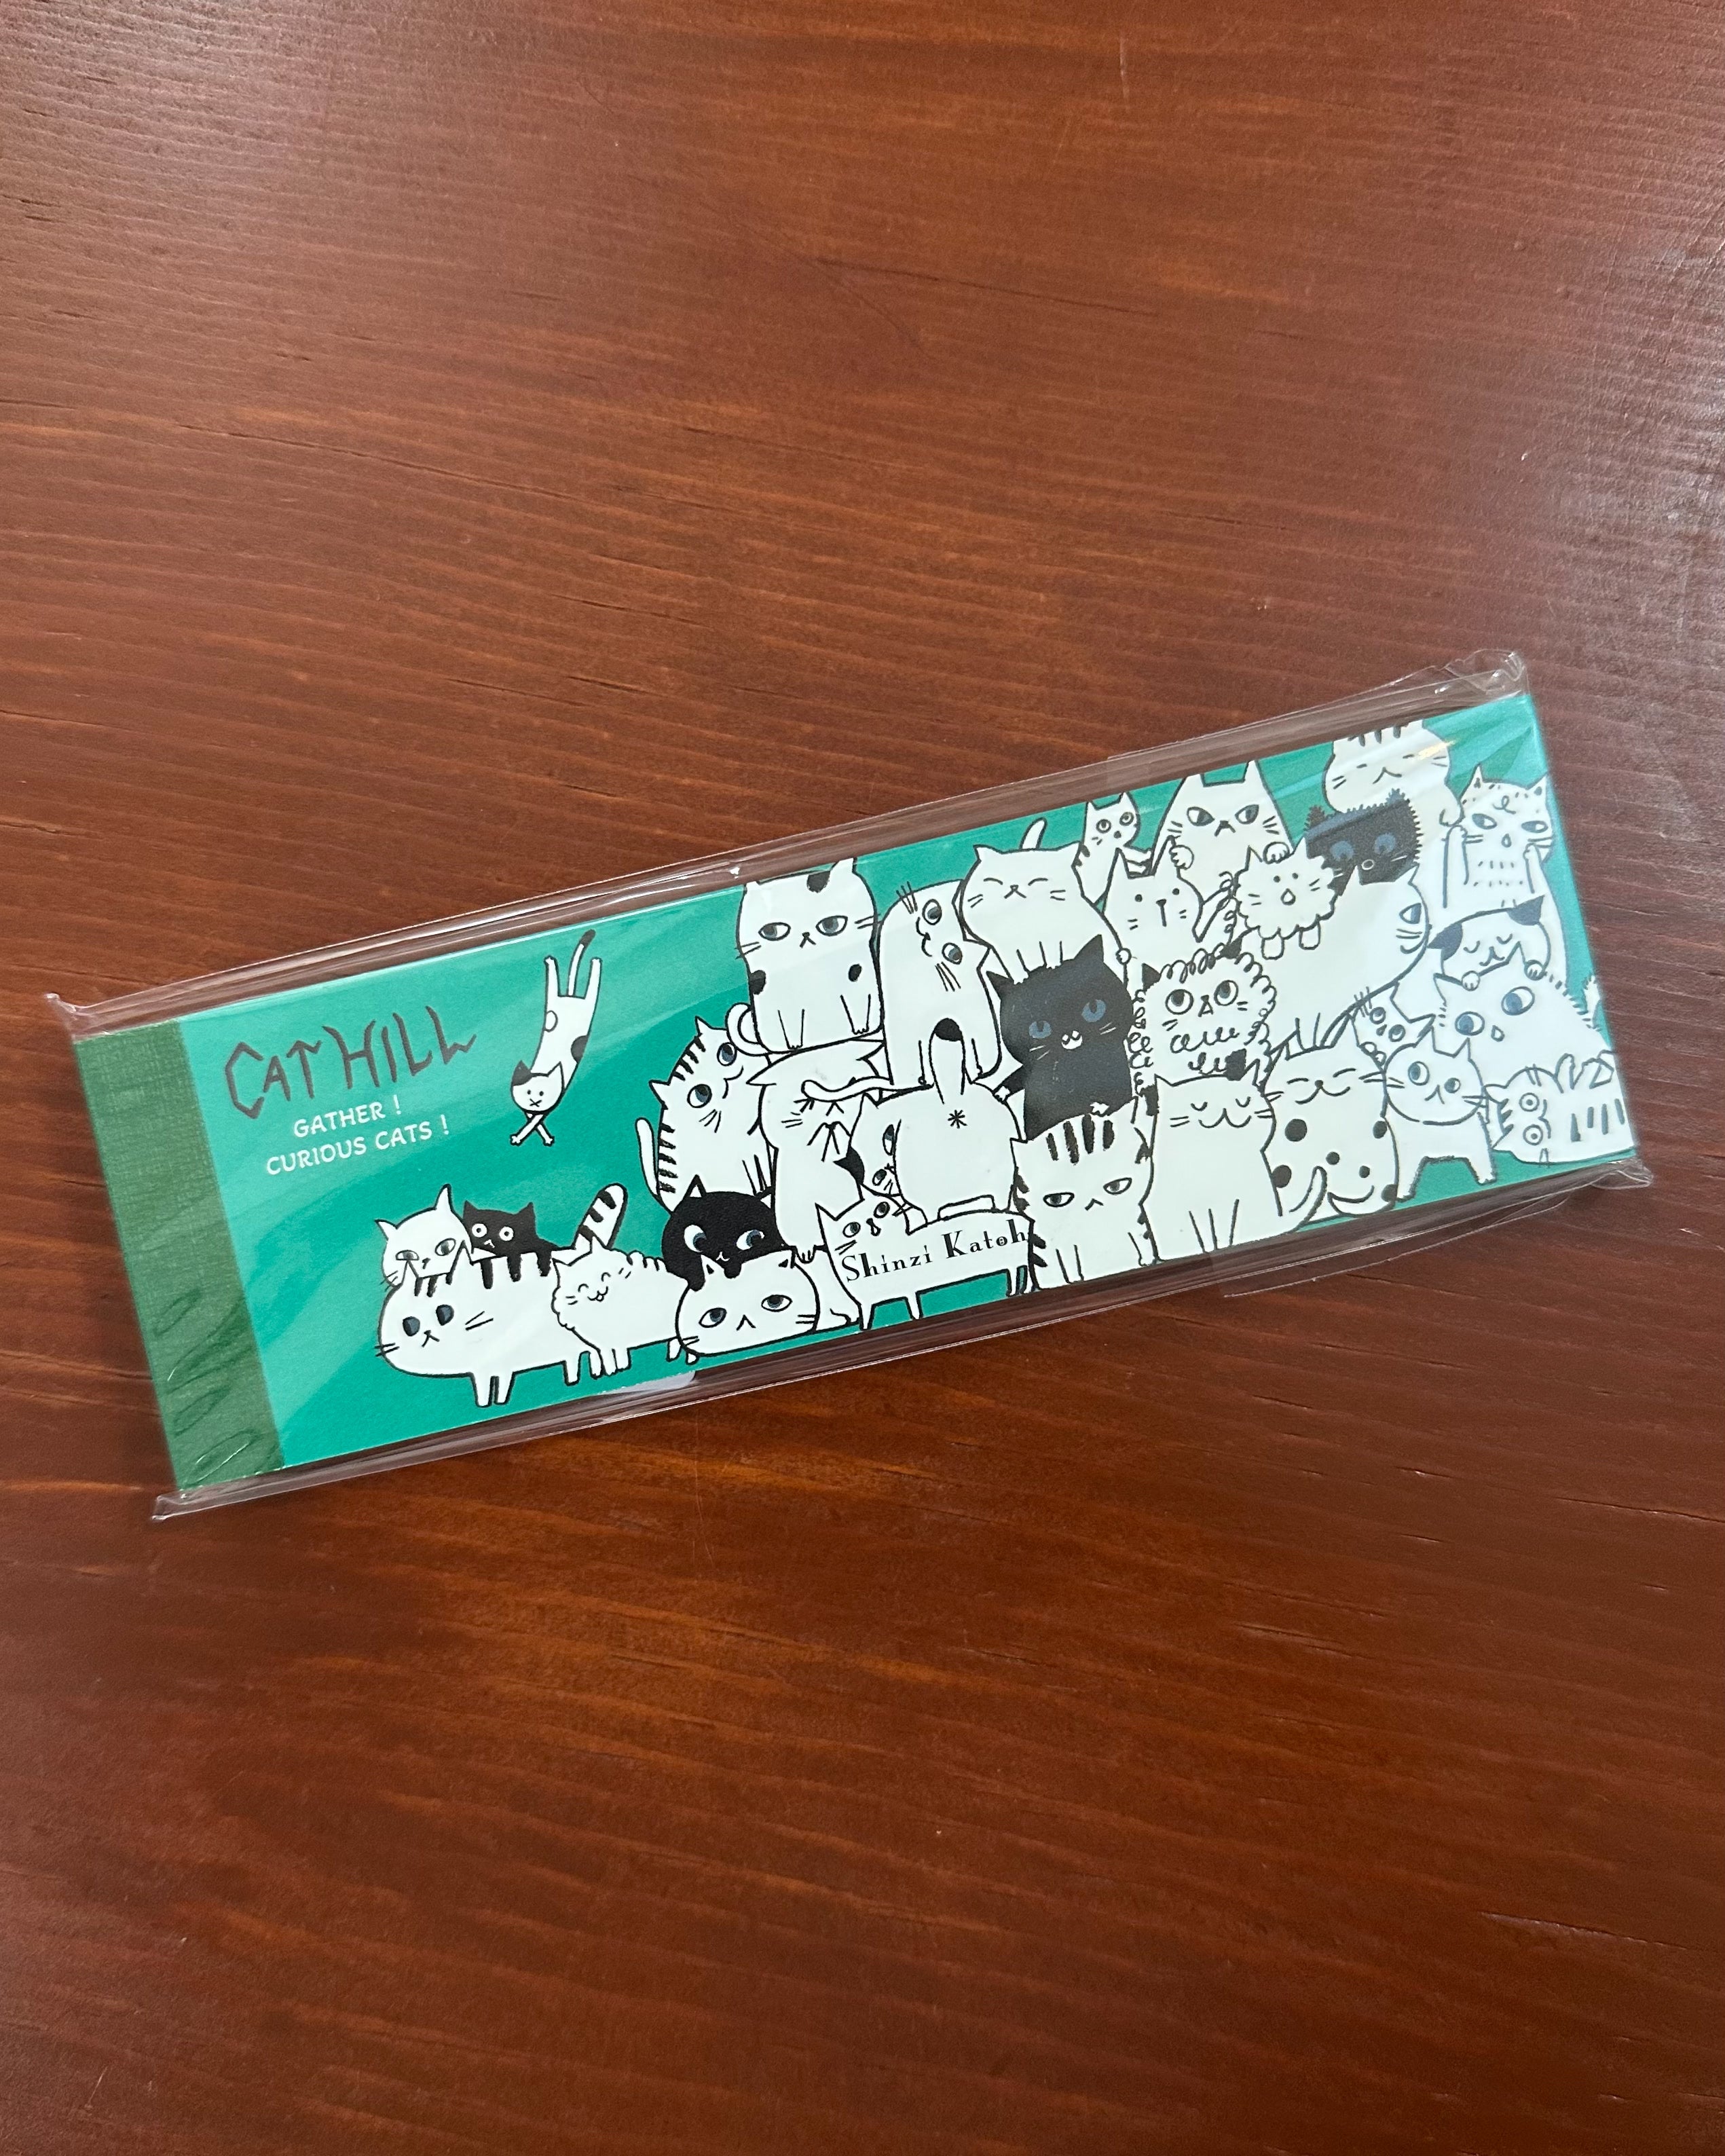 CAT HILL
GATHER !
CURIOUS CATS !
Shinzi Katoh